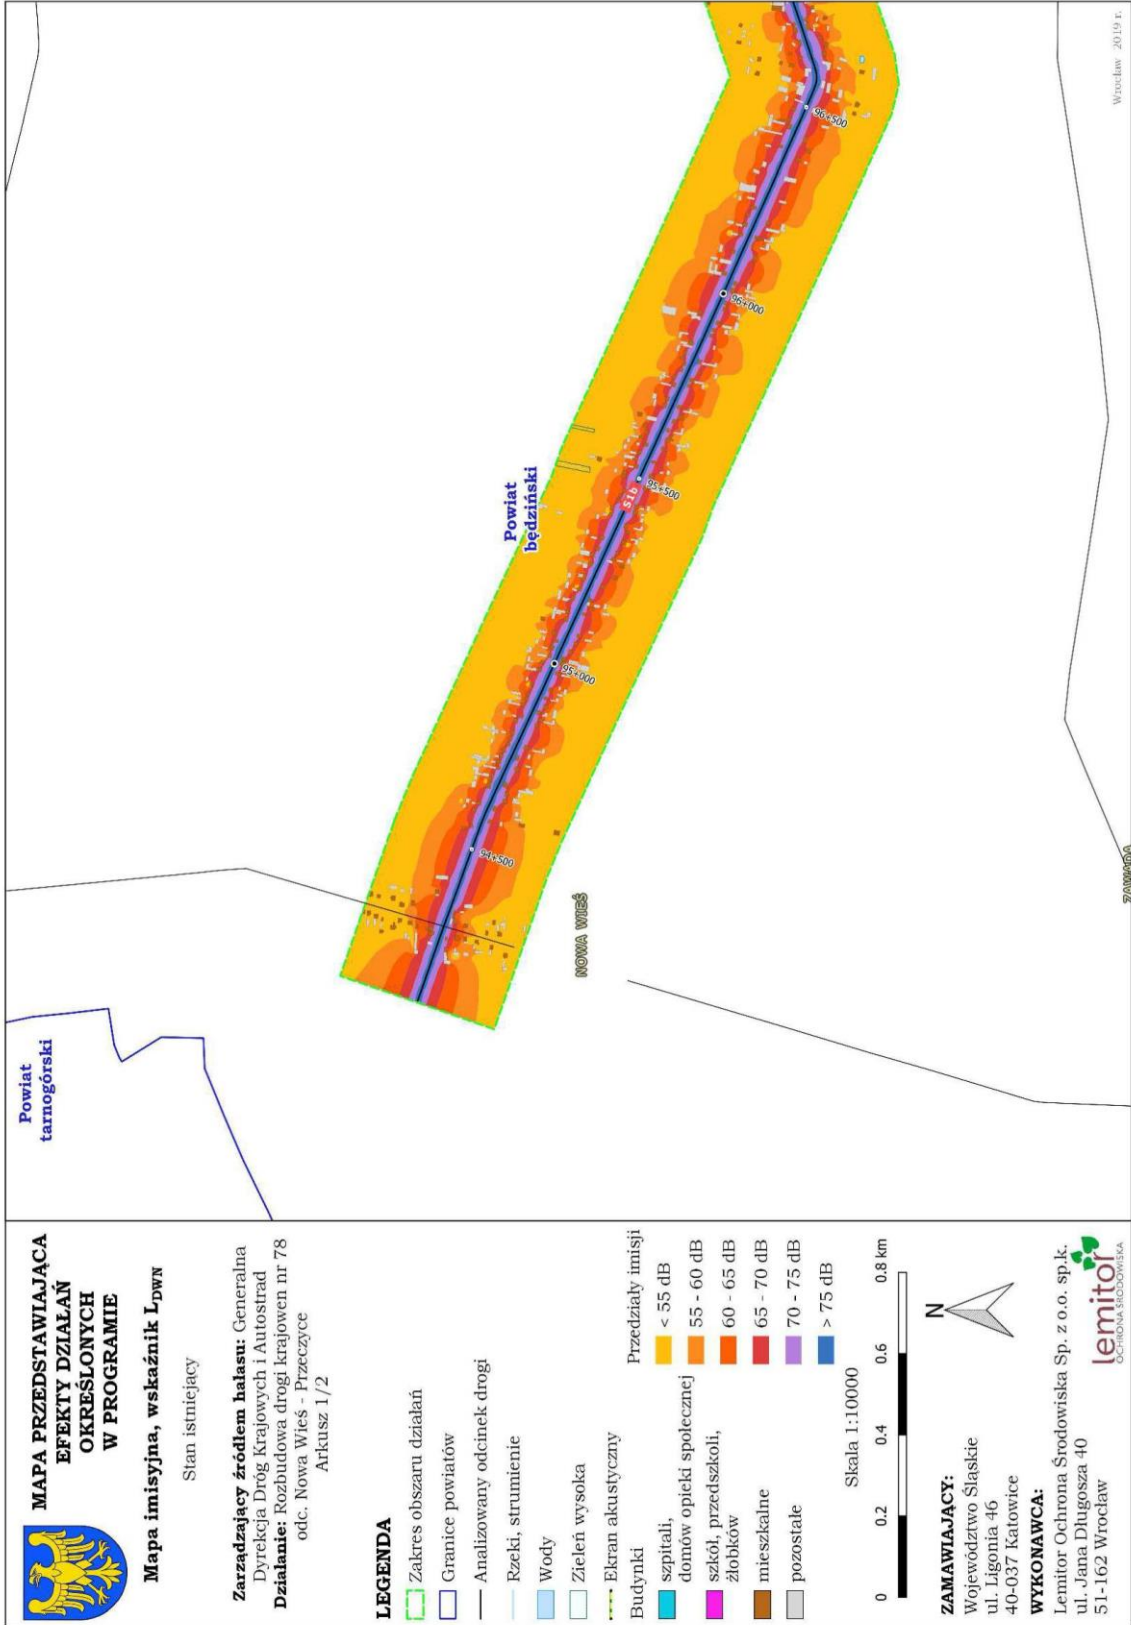 MAPA PRZEDSTAWIAJĄCA
EFEKTY DZIAŁAŃ
OKREŚLONYCH
W PROGRAMIE
Mapa imisyjna, wskaźnik LDWN
Stan istniejący
Zarządzający źródłem hałasu: Generalna
Dyrekcja Dróg Krajowych i Autostrad
Działanie: Rozbudowa drogi krajowen nr 78
odc. Nowa Wieś - Przeczyce
Arkusz 1/2
LEGENDA
Zakres obszaru działań
Granice powiatów
Analizowany odcinek drogi
Rzeki, strumienie
Wody
Zieleń wysoka
Ekran akustyczny
Budynki
szpitali,
domów opieki społecznej
szkół, przedszkoli,
żłobków
mieszkalne
pozostałe
Przedziały imisji
< 55 dB
55 - 60 dB
60 - 65 dB
65 - 70 dB
70 - 75 dB
> 75 dB
Skala 1:10000
0 0.2 0.4 0.6 0.8 km
N
ZAMAWIAJĄCY:
Województwo Śląskie
ul. Ligonia 46
40-037 Katowice
WYKONAWCA:
Lemitor Ochrona Środowiska Sp. z o.o. sp.k.
ul. Jana Długosza 40
51-162 Wrocław
lemitor
OCHRONA ŚRODOWISKA
Powiat
tarnogórski
Powiat
będziński
94+500
95+000
S1b
95+500
96+000
96+500
NOWA WIEŚ
ZAWADA
Wrocław 2019 r.